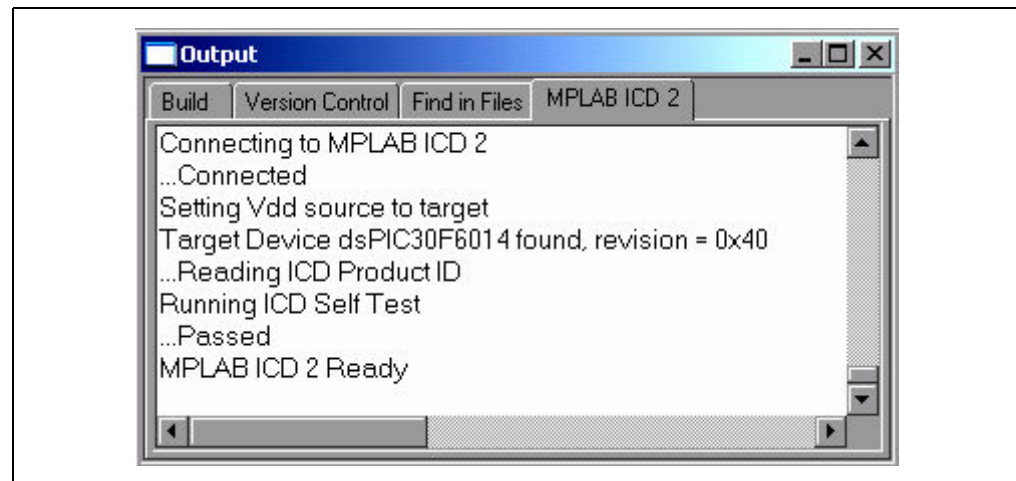 Output
Build Version Control Find in Files MPLAB ICD 2
Connecting to MPLAB ICD 2
...Connected
Setting Vdd source to target
Target Device dsPIC30F6014 found, revision = 0x40
...Reading ICD Product ID
Running ICD Self Test
...Passed
MPLAB ICD 2 Ready